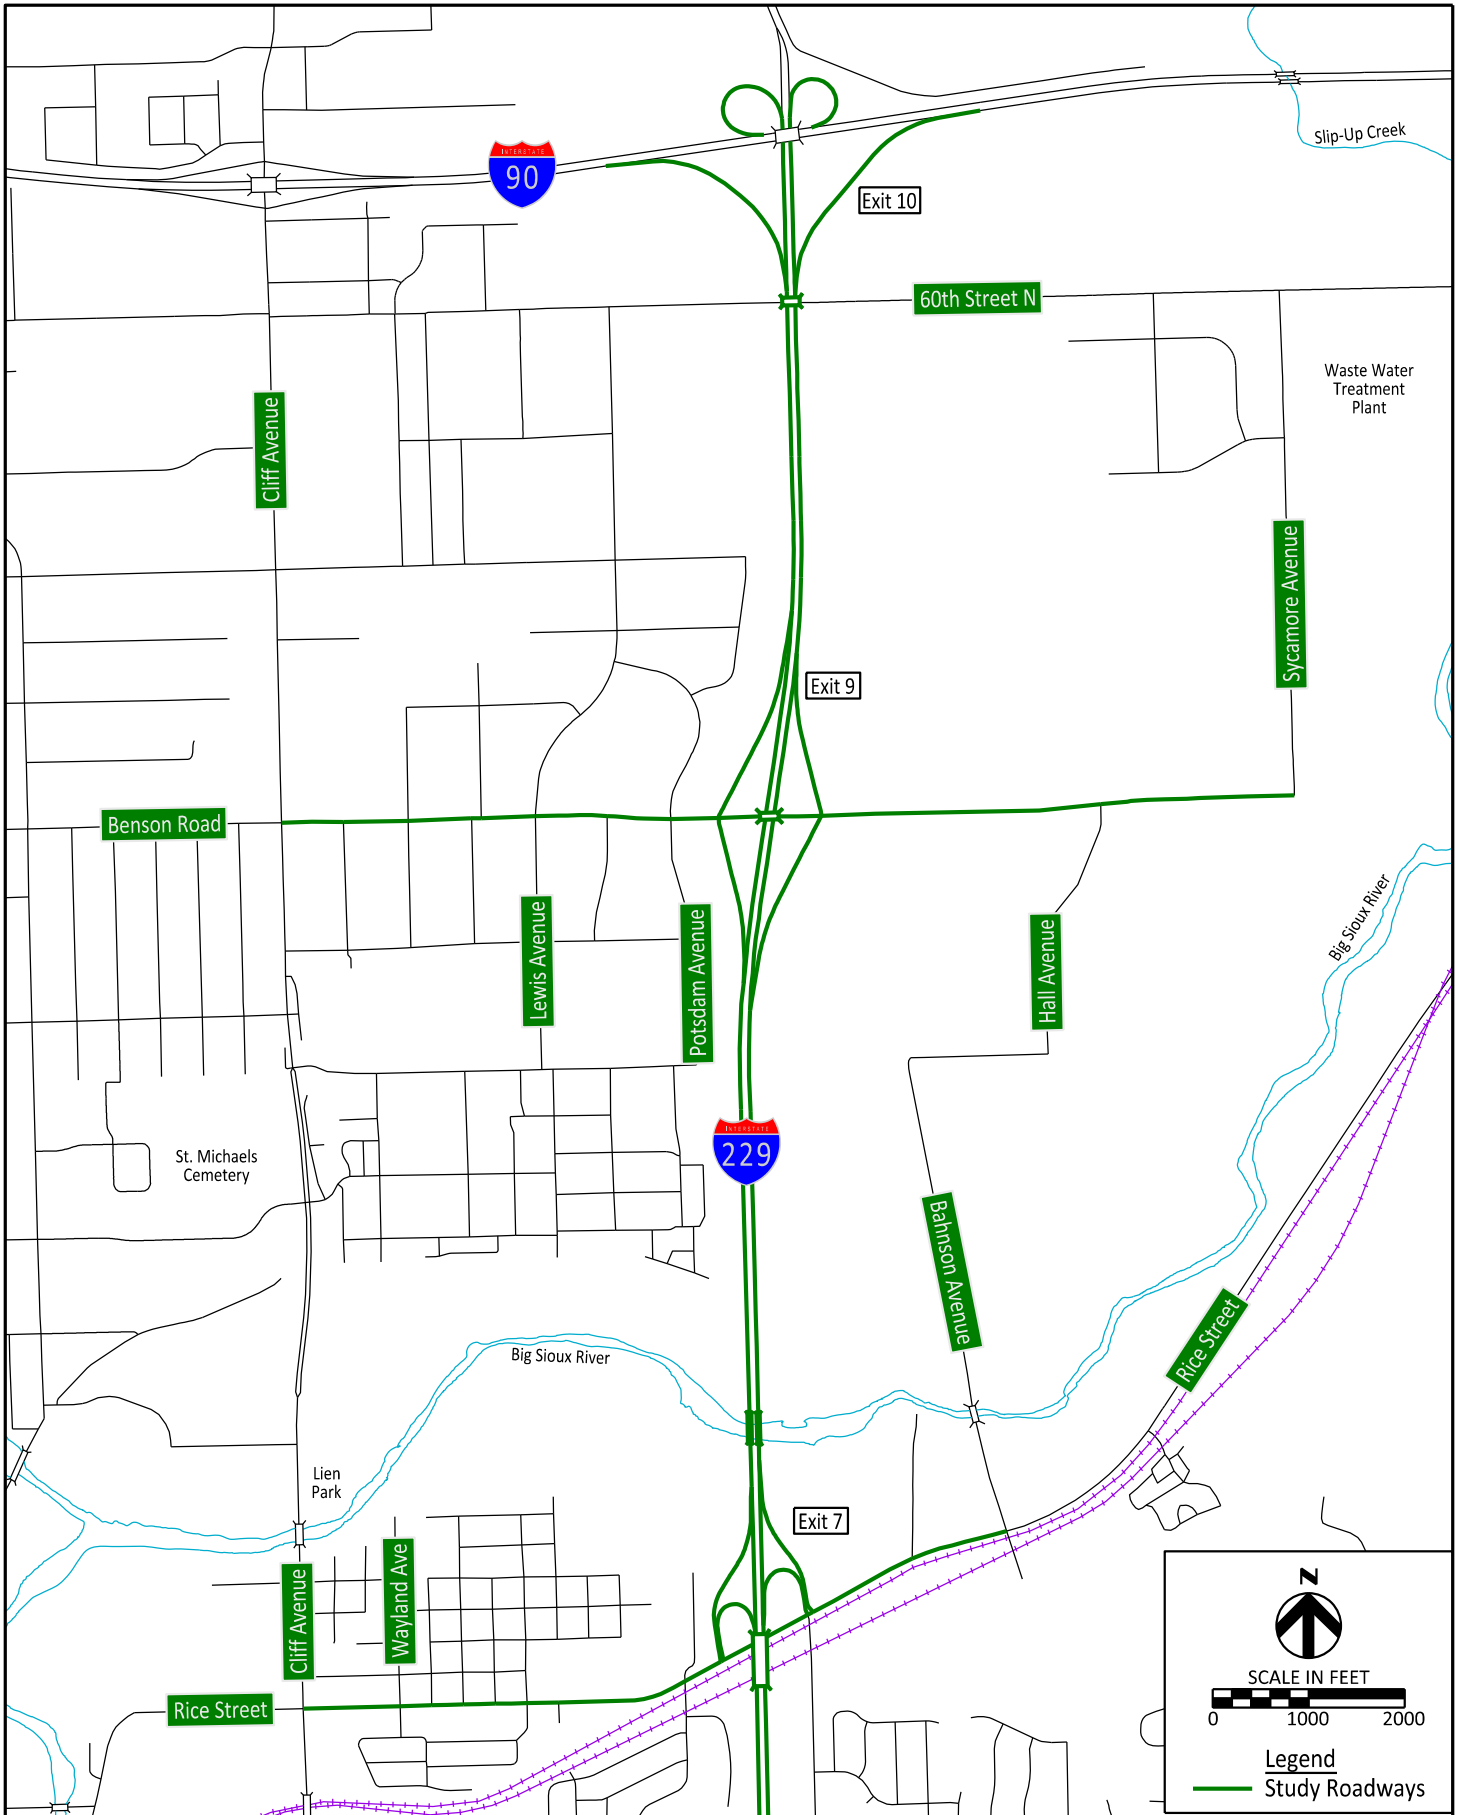 Slip-Up Creek
INTERSTATE
90
Exit 10
60th Street N
Waste Water
Treatment
Plant
Cliff Avenue
Sycamore Avenue
Exit 9
Benson Road
Big Sioux River
Lewis Avenue
Potsdam Avenue
Hall Avenue
INTERSTATE
229
St. Michaels
Cemetery
Bahnson Avenue
Rice Street
Big Sioux River
Lien
Park
Exit 7
Wayland Ave
Cliff Avenue
Rice Street
N
SCALE IN FEET
0 1000 2000
Legend
Study Roadways